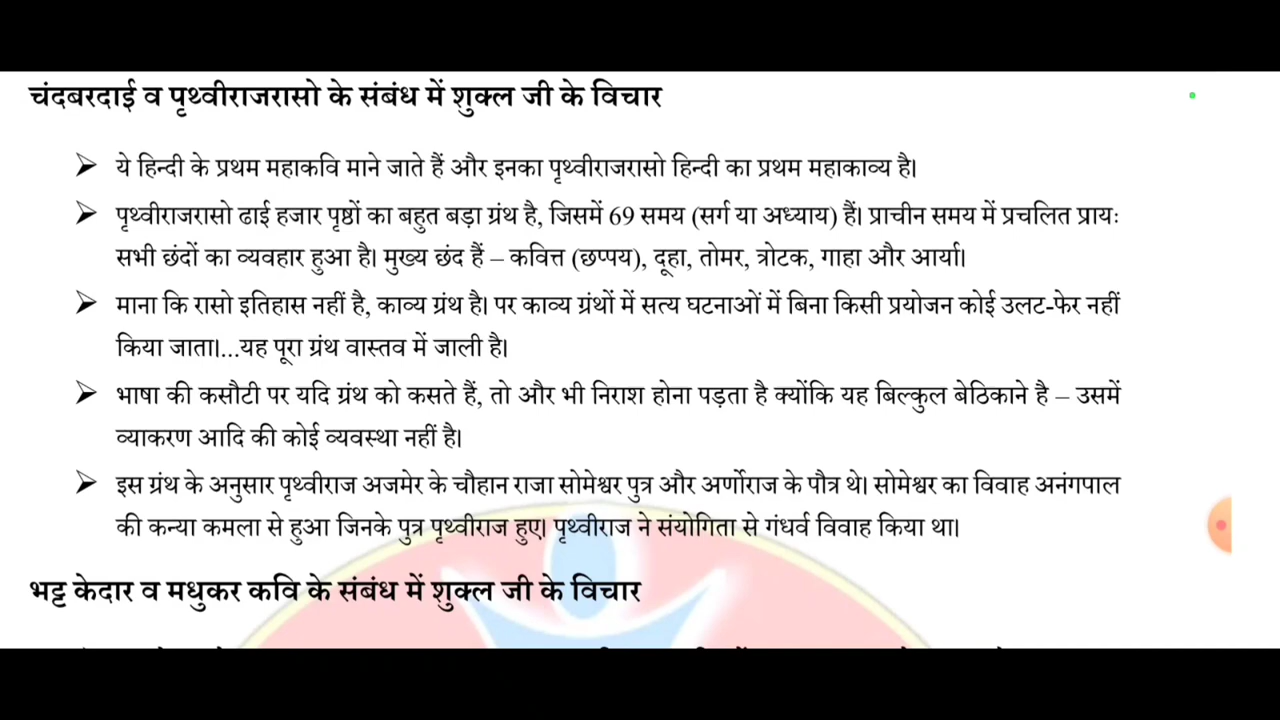 चंदबरदाई व पृथ्वीराजरासो के संबंध में शुक्ल जी के विचार
➢ ये हिन्दी के प्रथम महाकवि माने जाते हैं और इनका पृथ्वीराजरासो हिन्दी का प्रथम महाकाव्य है।
➢ पृथ्वीराजरासो ढाई हजार पृष्ठों का बहुत बड़ा ग्रंथ है, जिसमें 69 समय (सर्ग या अध्याय) हैं। प्राचीन समय में प्रचलित प्रायः
सभी छंदों का व्यवहार हुआ है। मुख्य छंद हैं – कवित्त (छप्पय), दूहा, तोमर, त्रोटक, गाहा और आर्या।
➢ माना कि रासो इतिहास नहीं है, काव्य ग्रंथ है। पर काव्य ग्रंथों में सत्य घटनाओं में बिना किसी प्रयोजन कोई उलट-फेर नहीं
किया जाता।...यह पूरा ग्रंथ वास्तव में जाली है।
➢ भाषा की कसौटी पर यदि ग्रंथ को कसते हैं, तो और भी निराश होना पड़ता है क्योंकि यह बिल्कुल बेठिकाने है – उसमें
व्याकरण आदि की कोई व्यवस्था नहीं है।
➢ इस ग्रंथ के अनुसार पृथ्वीराज अजमेर के चौहान राजा सोमेश्वर पुत्र और अर्णोराज के पौत्र थे। सोमेश्वर का विवाह अनंगपाल
की कन्या कमला से हुआ जिनके पुत्र पृथ्वीराज हुए। पृथ्वीराज ने संयोगिता से गंधर्व विवाह किया था।
भट्ट केदार व मधुकर कवि के संबंध में शुक्ल जी के विचार